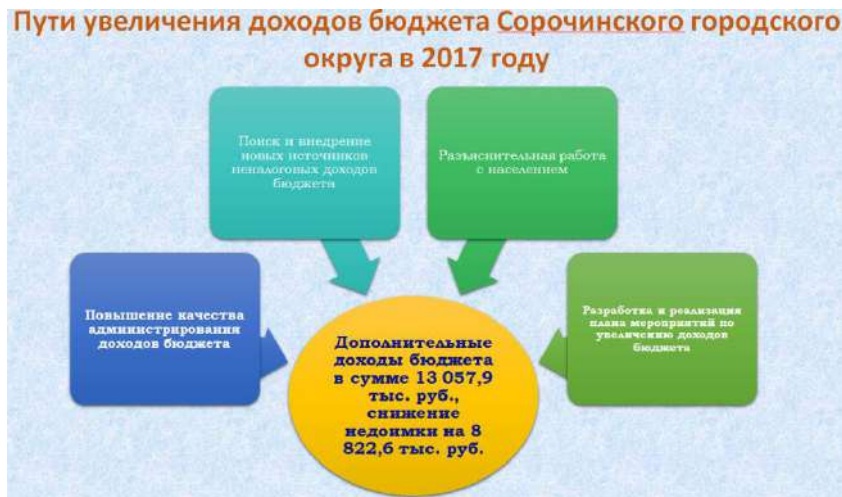 Пути увеличения доходов бюджета Сорочинского городского
округа в 2017 году
Поиск и внедрение
новых источников
неналоговых доходов
бюджета
Разъяснительная работа
с населением
Повышение качества
администрирования
доходов бюджета
Разработка и реализация
плана мероприятий по
увеличению доходов
бюджета
Дополнительные
доходы бюджета
в сумме 13 057,9
тыс. руб.,
снижение
недоимки на 8
822,6 тыс. руб.